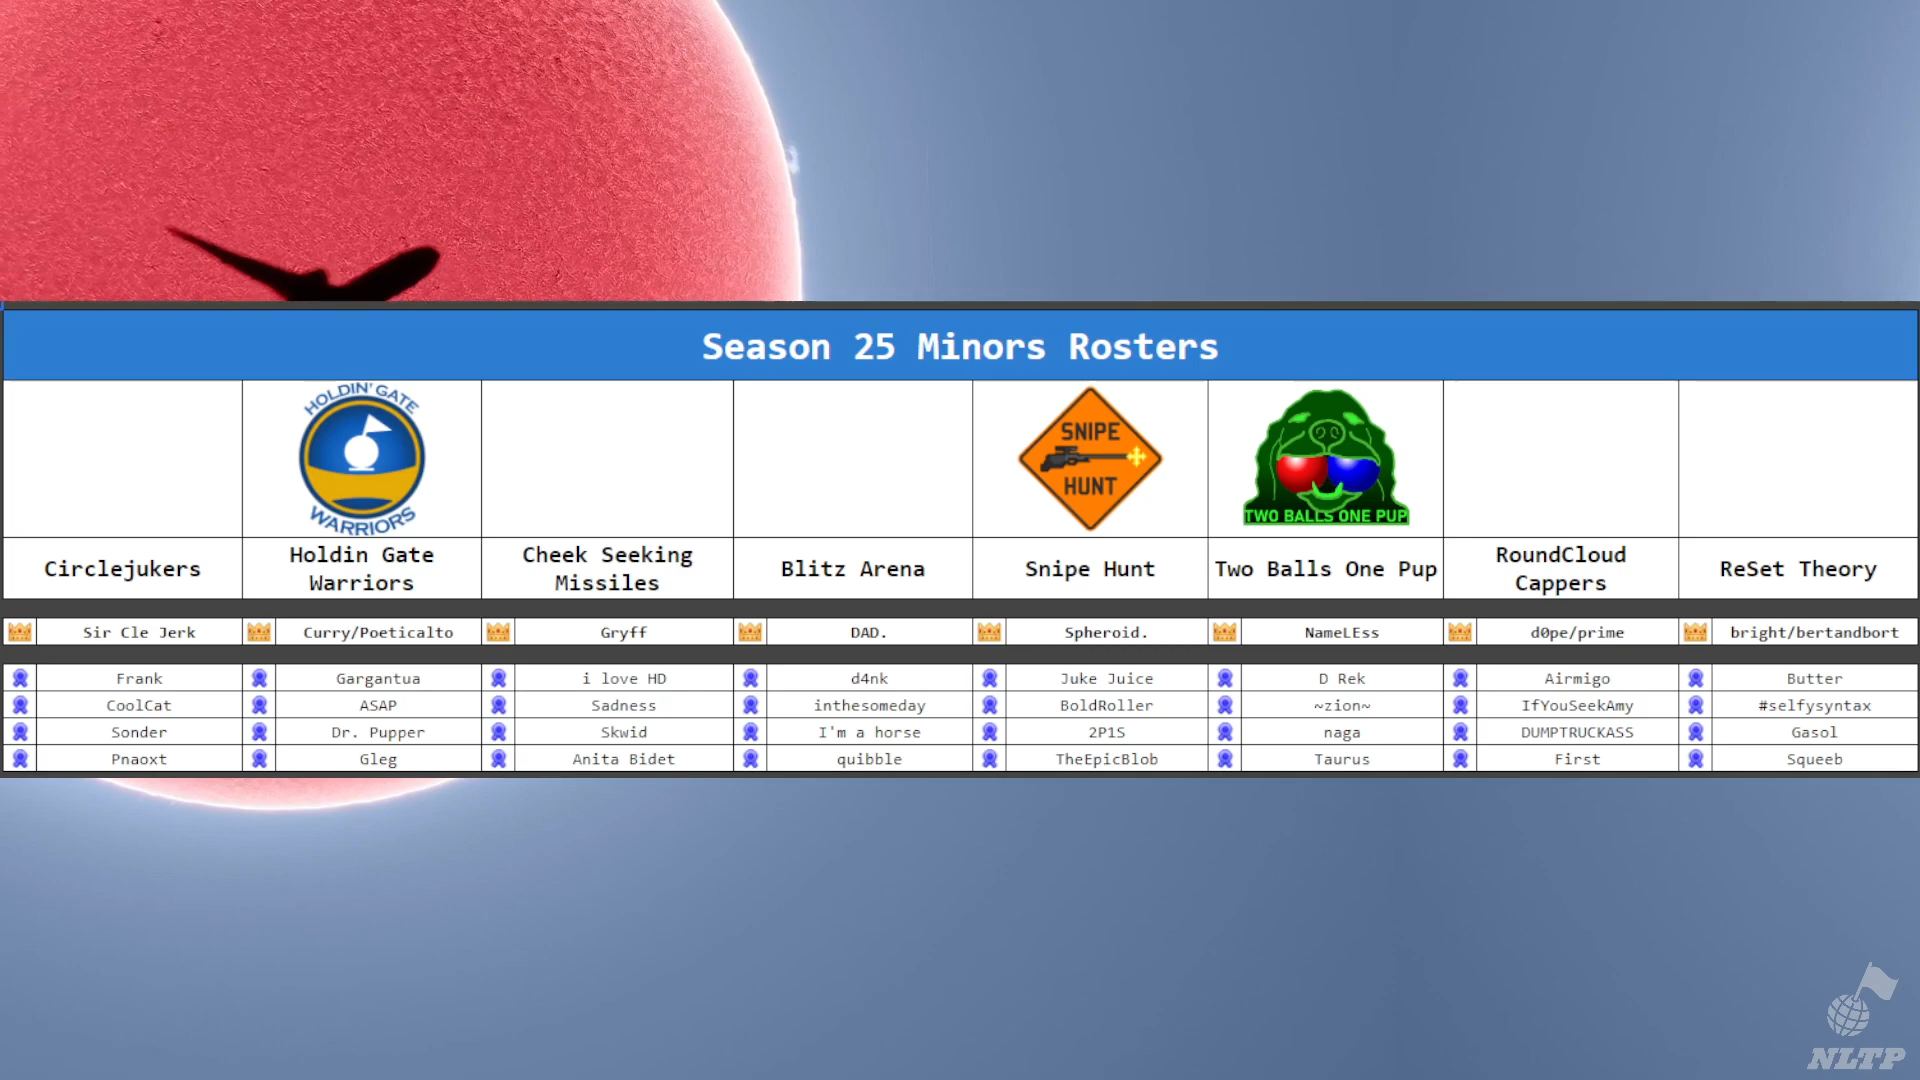 Season 25 Minors Rosters
HOLDIN' GATE
WARRIORS
SNIPE
HUNT
TWO BALLS ONE PUP
Circlejukers
Holdin Gate
Warriors
Cheek Seeking
Missiles
Blitz Arena
Snipe Hunt
Two Balls One Pup
RoundCloud
Cappers
ReSet Theory
Sir Cle Jerk
Curry/Poeticalto
Gryff
DAD.
Spheroid.
NameLEss
d0pe/prime
bright/bertandbort
Frank
Gargantua
i love HD
d4nk
Juke Juice
D Rek
Airmigo
Butter
CoolCat
ASAP
Sadness
inthesomeday
BoldRoller
~zion~
IfYouSeekAmy
#selfysyntax
Sonder
Dr. Pupper
Skwid
I'm a horse
2P1S
naga
DUMPTRUCKASS
Gasol
Pnaoxt
Gleg
Anita Bidet
quibble
TheEpicBlob
Taurus
First
Squeeb
NLTP